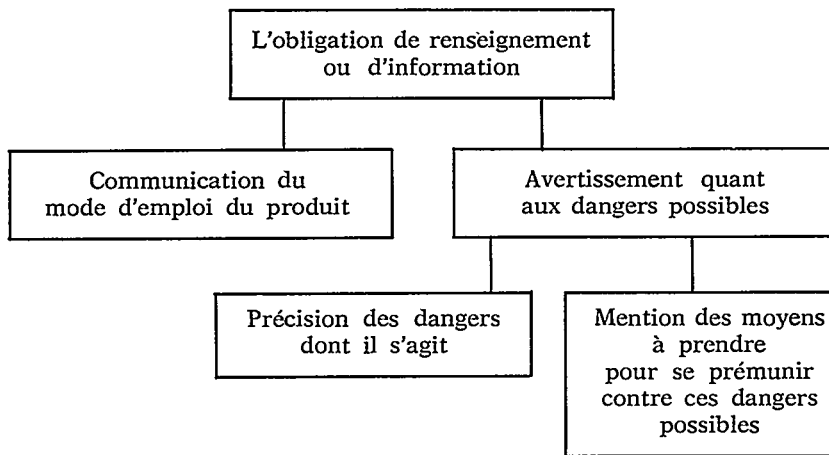 L'obligation de renseignement
ou d'information
Communication du
mode d'emploi du produit
Avertissement quant
aux dangers possibles
Précision des dangers
dont il s'agit
Mention des moyens
à prendre
pour se prémunir
contre ces dangers
possibles